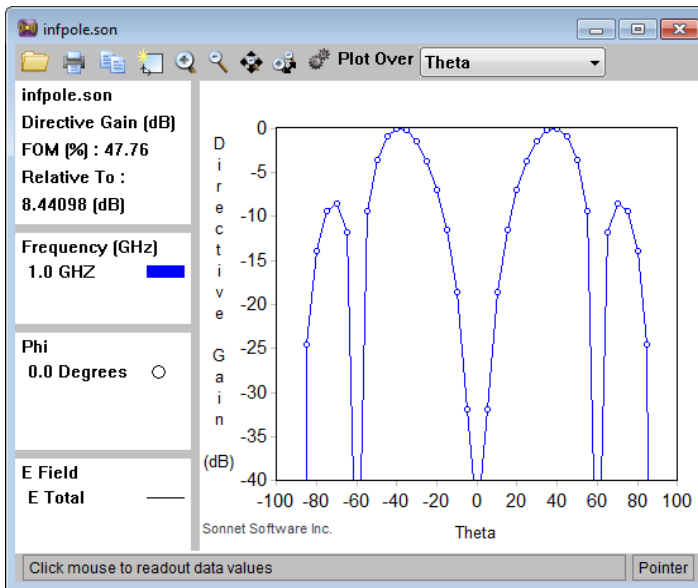 infpole.son
Plot Over Theta
infpole.son
Directive Gain (dB)
FOM (%) : 47.76
Relative To :
8.44098 (dB)
Frequency (GHz)
1.0 GHZ
Phi
0.0 Degrees
E Field
E Total
Directive Gain (dB)
0
-5
-10
-15
-20
-25
-30
-35
-40
-100 -80 -60 -40 -20 0 20 40 60 80 100
Sonnet Software Inc.
Theta
Click mouse to readout data values
Pointer